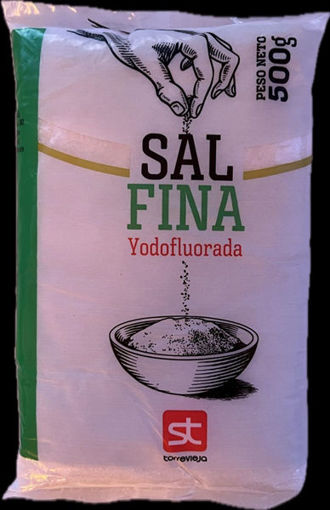 PESO NETO
500g
SAL
FINA
Yodofluorada
st
torrevieja